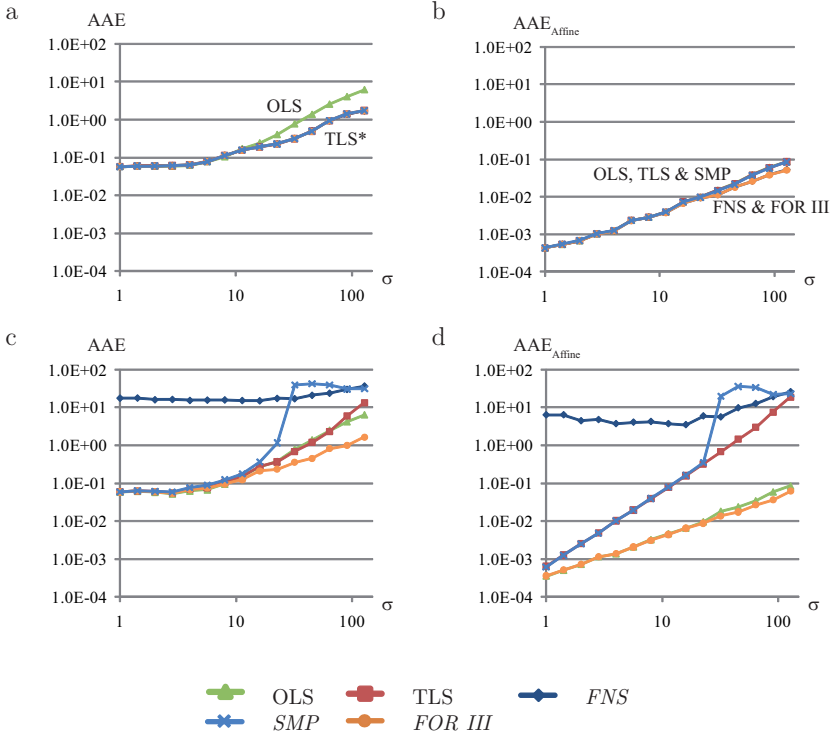 a
AAE
1.0E+02
1.0E+01
1.0E+00
1.0E-01
1.0E-02
1.0E-03
1.0E-04
OLS
TLS*
1 10 100 σ
b
AAE Affine
1.0E+02
1.0E+01
1.0E+00
1.0E-01
1.0E-02
1.0E-03
1.0E-04
OLS, TLS & SMP
FNS & FOR III
1 10 100 σ
c
AAE
1.0E+02
1.0E+01
1.0E+00
1.0E-01
1.0E-02
1.0E-03
1.0E-04
1 10 100 σ
d
AAE Affine
1.0E+02
1.0E+01
1.0E+00
1.0E-01
1.0E-02
1.0E-03
1.0E-04
1 10 100 σ
OLS TLS FNS
SMP FOR III